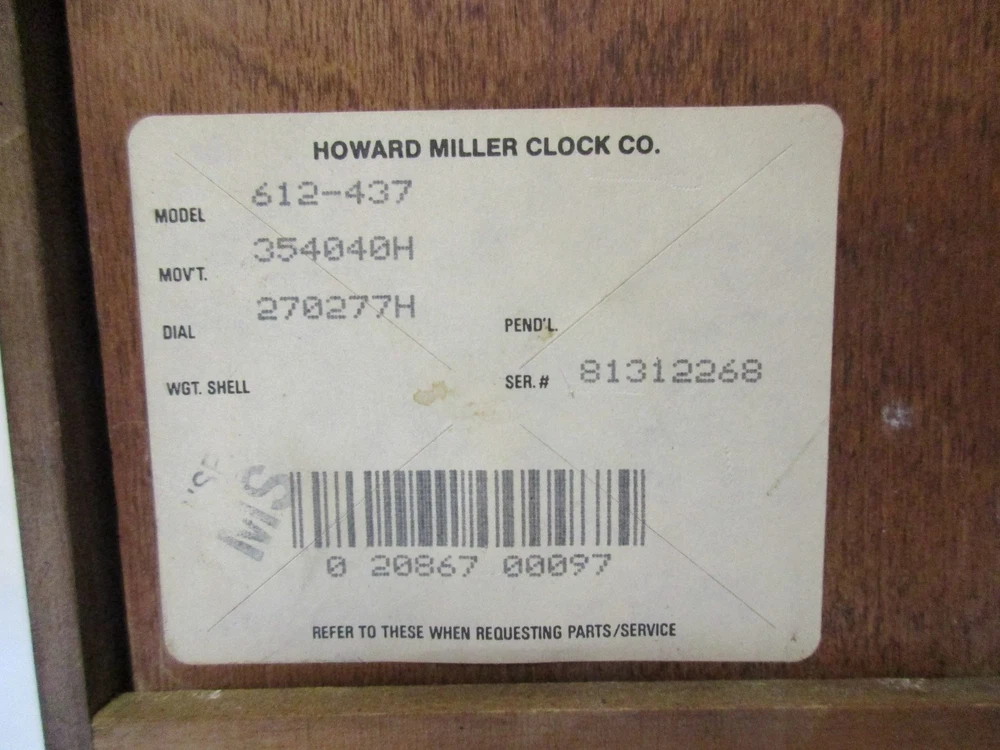 HOWARD MILLER CLOCK CO.
MODEL 612-437
MOV'T. 354040H
DIAL 270277H
PEND'L.
WGT. SHELL
SER.# 81312268
MS
0 20867 00097
REFER TO THESE WHEN REQUESTING PARTS/SERVICE